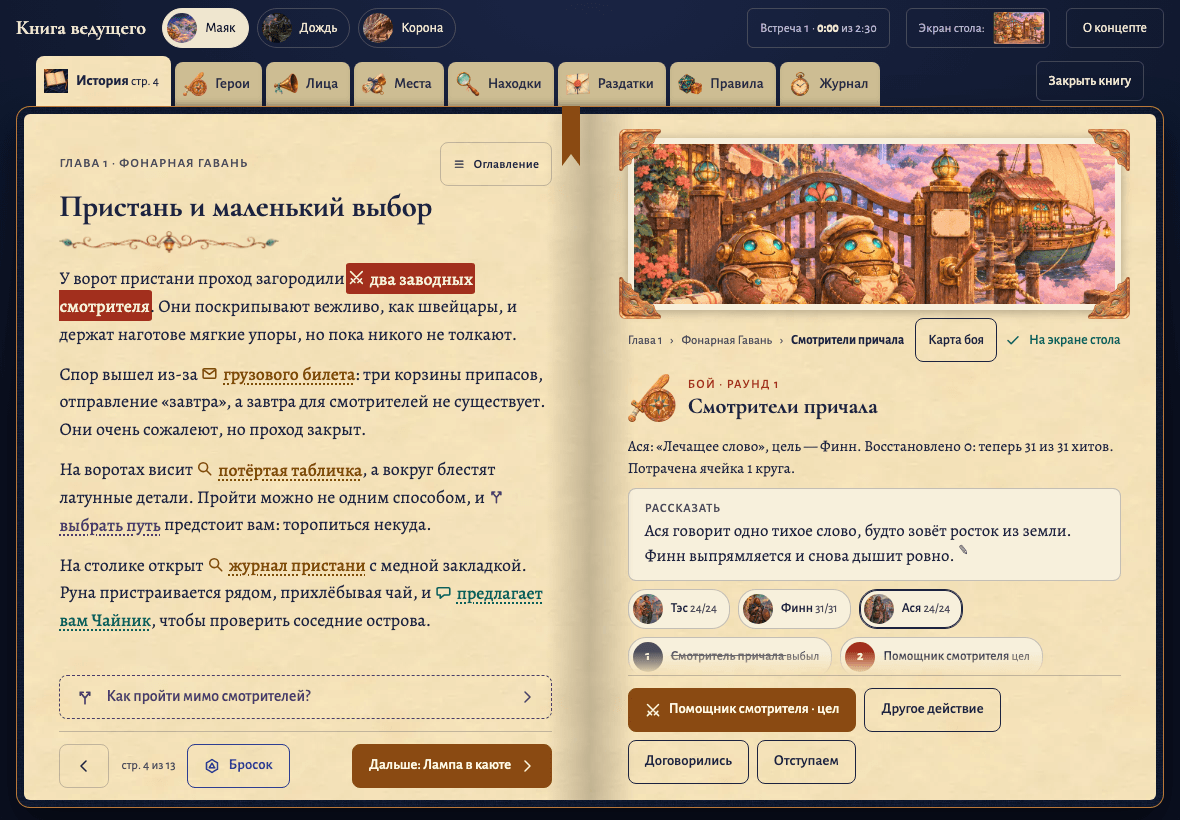 Книга ведущего
Маяк
Дождь
Корона
Встреча 1 · 0:00 из 2:30
Экран стола:
О концепте
История стр. 4
Герои
Лица
Места
Находки
Раздатки
Правила
Журнал
Закрыть книгу
ГЛАВА 1 · ФОНАРНАЯ ГАВАНЬ
Оглавление
Пристань и маленький выбор
У ворот пристани проход загородили два заводных
смотрителя. Они поскрипывают вежливо, как швейцары, и
держат наготове мягкие упоры, но пока никого не толкают.
Спор вышел из-за грузового билета: три корзины припасов,
отправление «завтра», а завтра для смотрителей не существует.
Они очень сожалеют, но проход закрыт.
На воротах висит потёртая табличка, а вокруг блестят
латунные детали. Пройти можно не одним способом, и
выбрать путь предстоит вам: торопиться некуда.
На столике открыт журнал пристани с медной закладкой.
Руна пристраивается рядом, прихлёбывая чай, и предлагает
вам Чайник, чтобы проверить соседние острова.
Как пройти мимо смотрителей?
стр. 4 из 13
Бросок
Дальше: Лампа в каюте
Глава 1 › Фонарная Гавань › Смотрители причала
Карта боя
На экране стола
БОЙ · РАУНД 1
Смотрители причала
Ася: «Лечащее слово», цель — Финн. Восстановлено 0: теперь 31 из 31 хитов.
Потрачена ячейка 1 круга.
РАССКАЗАТЬ
Ася говорит одно тихое слово, будто зовёт росток из земли.
Финн выпрямляется и снова дышит ровно.
Тэс 24/24
Финн 31/31
Ася 24/24
1 Смотритель причала выбыл
2 Помощник смотрителя цел
Помощник смотрителя · цел
Другое действие
Договорились
Отступаем